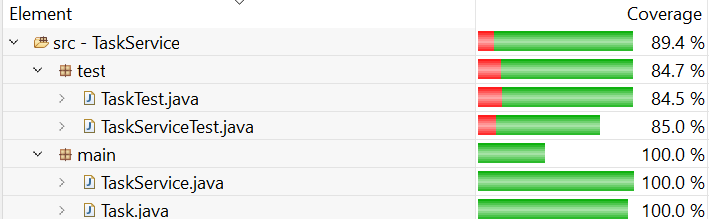 Element Coverage
src - TaskService 89.4 %
test 84.7 %
TaskTest.java 84.5 %
TaskServiceTest.java 85.0 %
main 100.0 %
TaskService.java 100.0 %
Task.java 100.0 %